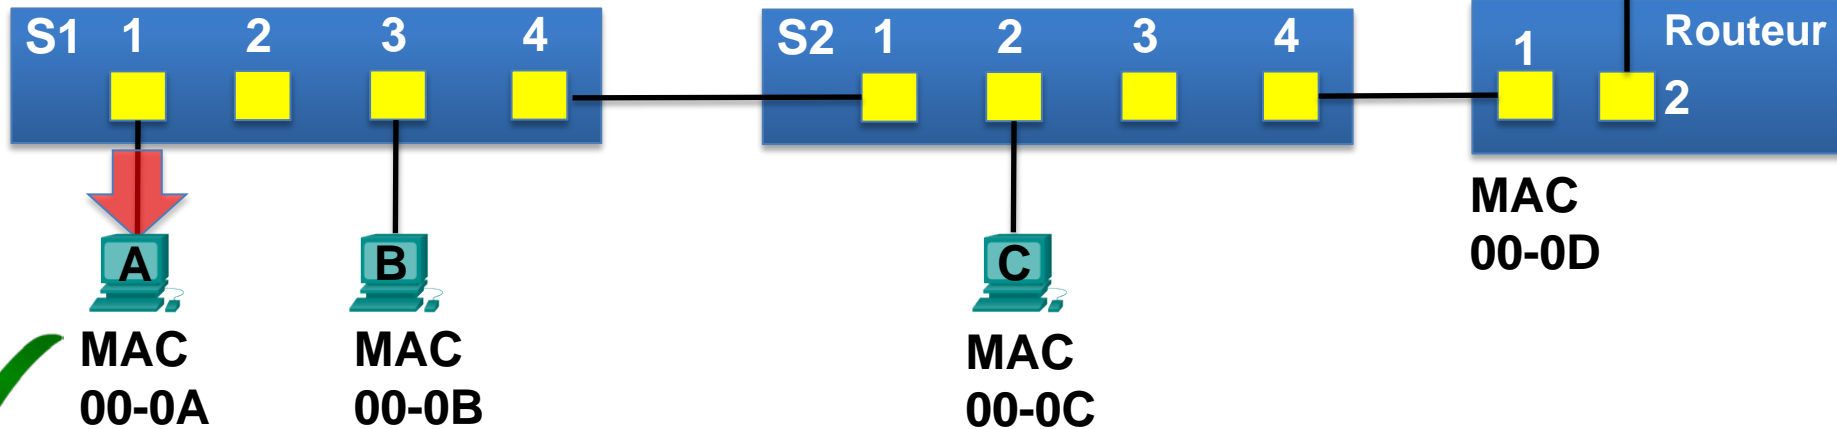 S1 1 2 3 4
S2 1 2 3 4
Routeur
1
2
A
B
C
MAC
00-0A
MAC
00-0B
MAC
00-0C
MAC
00-0D